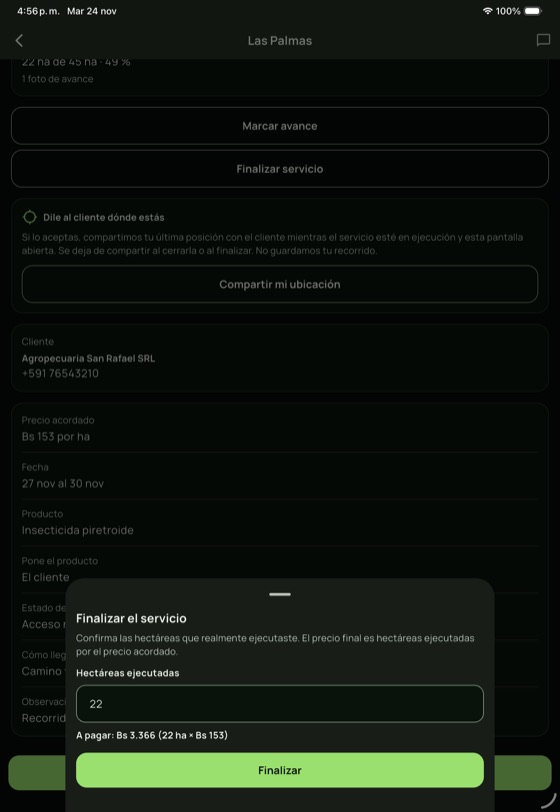 4:56 p. m. Mar 24 nov
100%
Las Palmas
22 ha de 45 ha · 49 %
1 foto de avance
Marcar avance
Finalizar servicio
Dile al cliente dónde estás
Si lo aceptas, compartimos tu última posición con el cliente mientras el servicio esté en ejecución y esta pantalla
abierta. Se deja de compartir al cerrarla o al finalizar. No guardamos tu recorrido.
Compartir mi ubicación
Cliente
Agropecuaria San Rafael SRL
+591 76543210
Precio acordado
Bs 153 por ha
Fecha
27 nov al 30 nov
Producto
Insecticida piretroide
Pone el producto
El cliente
Estado de
Acceso
Cómo lleg
Camino
Observac
Recorrid
Finalizar el servicio
Confirma las hectáreas que realmente ejecutaste. El precio final es hectáreas ejecutadas
por el precio acordado.
Hectáreas ejecutadas
22
A pagar: Bs 3.366 (22 ha × Bs 153)
Finalizar